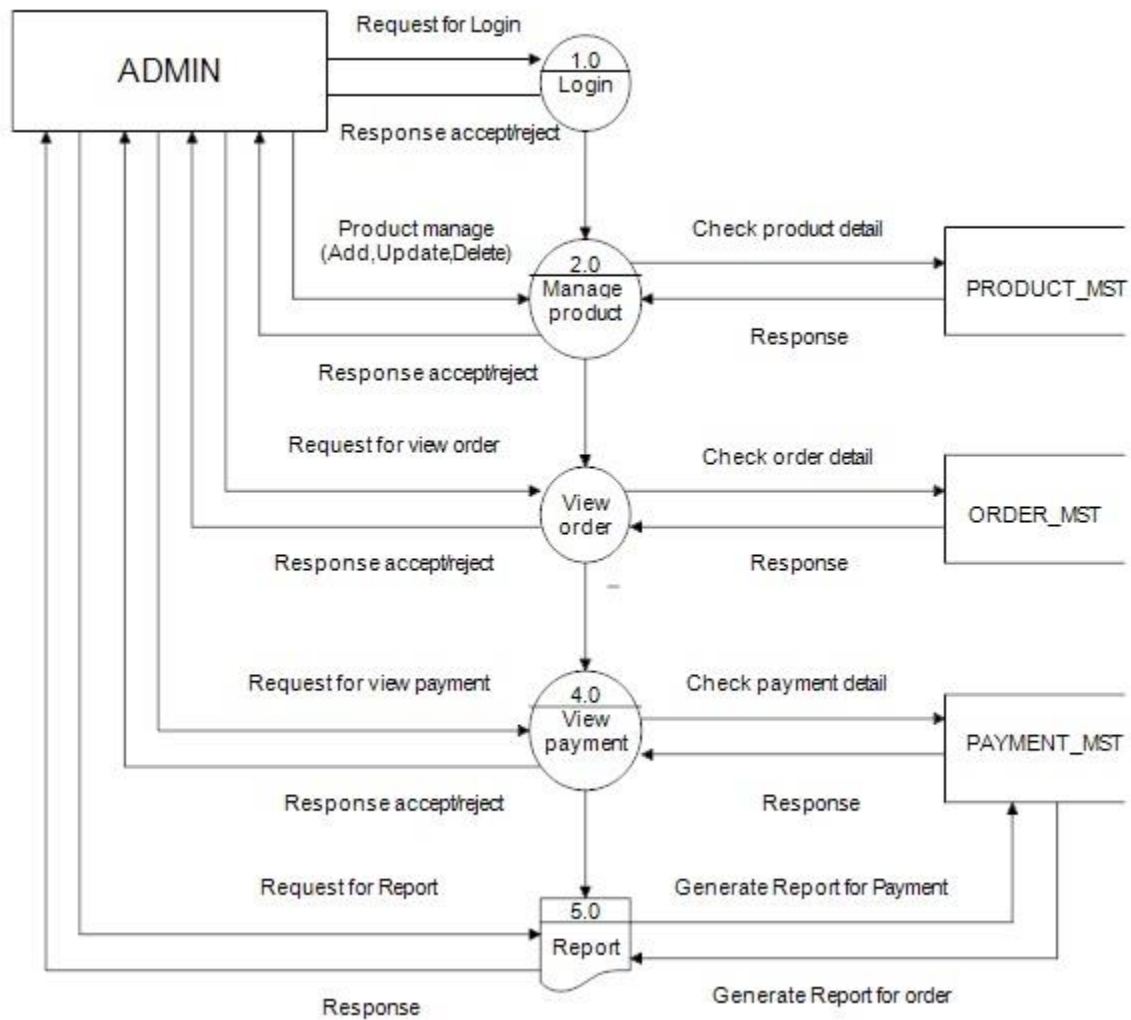 Request for Login
ADMIN
1.0
Login
Response accept/reject
Product manage
(Add,Update,Delete)
Check product detail
2.0
Manage
product
PRODUCT_MST
Response
Response accept/reject
Request for view order
Check order detail
View
order
ORDER_MST
Response accept/reject
Response
Request for view payment
Check payment detail
4.0
View
payment
PAYMENT_MST
Response accept/reject
Response
Request for Report
Generate Report for Payment
5.0
Report
Response
Generate Report for order